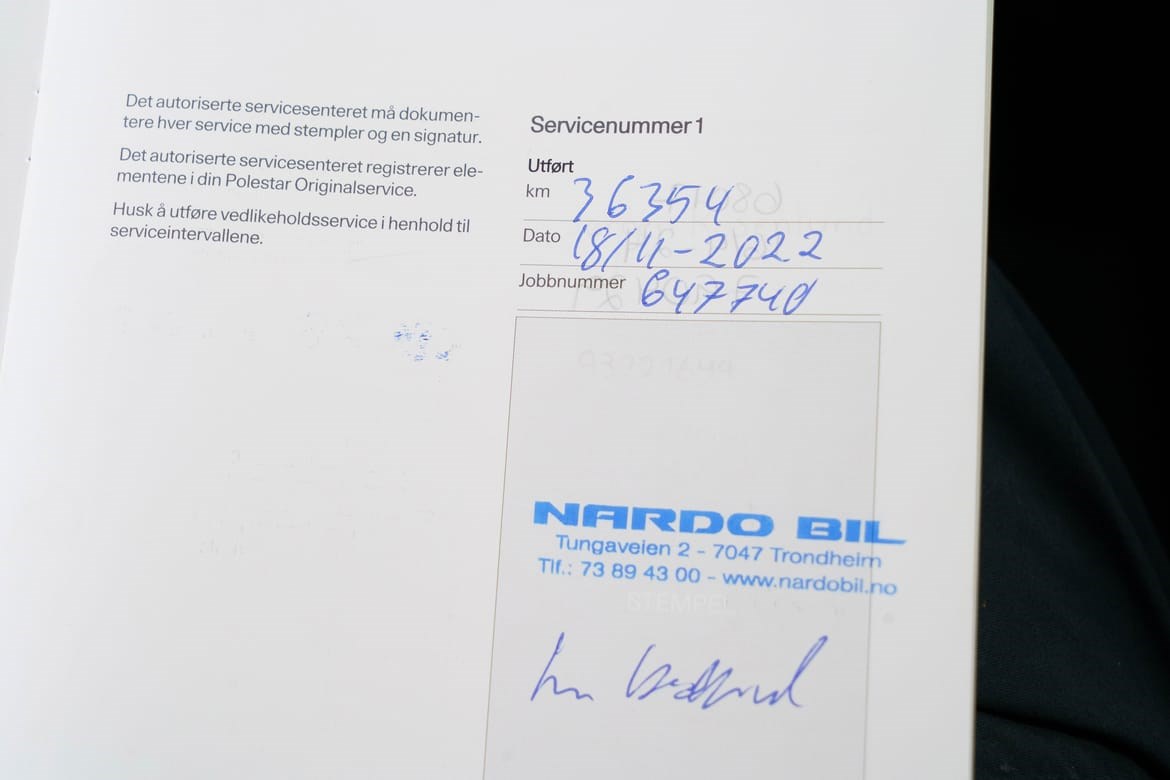 Det autoriserte servicesenteret må dokumen-
tere hver service med stempler og en signatur.
Det autoriserte servicesenteret registrerer ele-
mentene i din Polestar Originalservice.
Husk å utføre vedlikeholdsservice i henhold til
serviceintervallene.
Servicenummer 1
Utført
km 36354
Dato 18/11-2022
Jobbnummer 647740
NARDO BIL
Tungaveien 2 - 7047 Trondheim
Tlf.: 73 89 43 00 - www.nardobil.no
STEMPEL